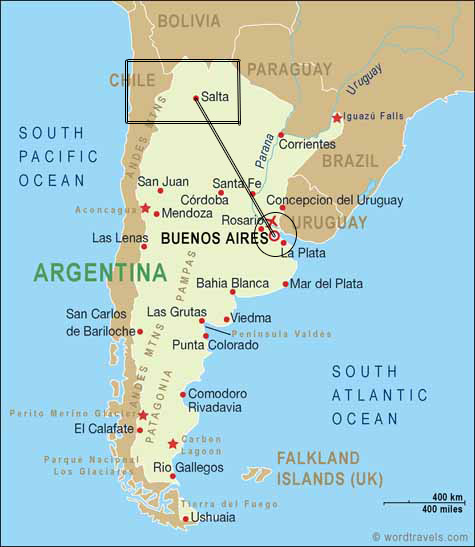 BOLIVIA
CHILE
PARAGUAY
Uruguay
Salta
ANDES MTNS
Iguazú Falls
SOUTH
PACIFIC
OCEAN
Parana
Corrientes
BRAZIL
San Juan
Santa Fe
Córdoba
Concepcion del Uruguay
Aconcagua
Mendoza
Rosario
URUGUAY
Las Lenas
BUENOS AIRES
La Plata
ARGENTINA
PAMPAS
Bahia Blanca
Mar del Plata
San Carlos
de Bariloche
Las Grutas
Viedma
Peninsula Valdés
Punta Colorado
ANDES MTNS
PATAGONIA
SOUTH
ATLANTIC
OCEAN
Comodoro
Rivadavia
Perito Merino Glacier
El Calafate
Carbon
Lagoon
Parque Nacional
Los Glaciares
Rio Gallegos
FALKLAND
ISLANDS (UK)
Tierra del Fuego
Ushuaia
400 km
400 miles
© wordtravels.com